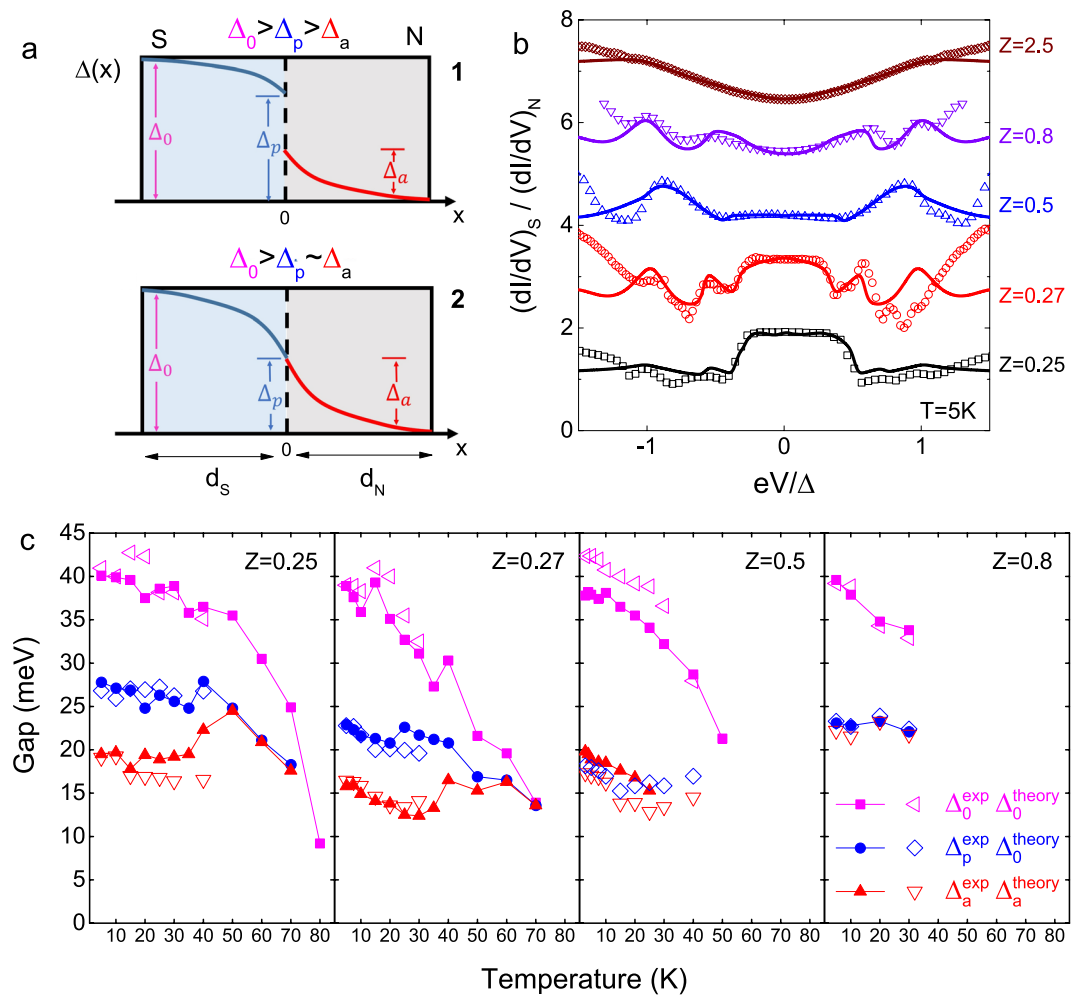 a
S
Δ0>Δp>Δa
N
Δ(x)
1
Δ0
Δp
Δa
0
x
Δ0>Δp~Δa
2
Δ0
Δp
Δa
0
x
dS
dN
b
(dI/dV)S / (dI/dV)N
8
6
4
2
0
Z=2.5
Z=0.8
Z=0.5
Z=0.27
Z=0.25
T=5K
-1
0
1
eV/Δ
c
Gap (meV)
45
40
35
30
25
20
15
10
5
0
Z=0.25
Z=0.27
Z=0.5
Z=0.8
Δ0exp Δ0theory
Δpexp Δ0theory
Δaexp Δatheory
10 20 30 40 50 60 70 80
10 20 30 40 50 60 70 80
10 20 30 40 50 60 70 80
10 20 30 40 50 60 70 80
Temperature (K)